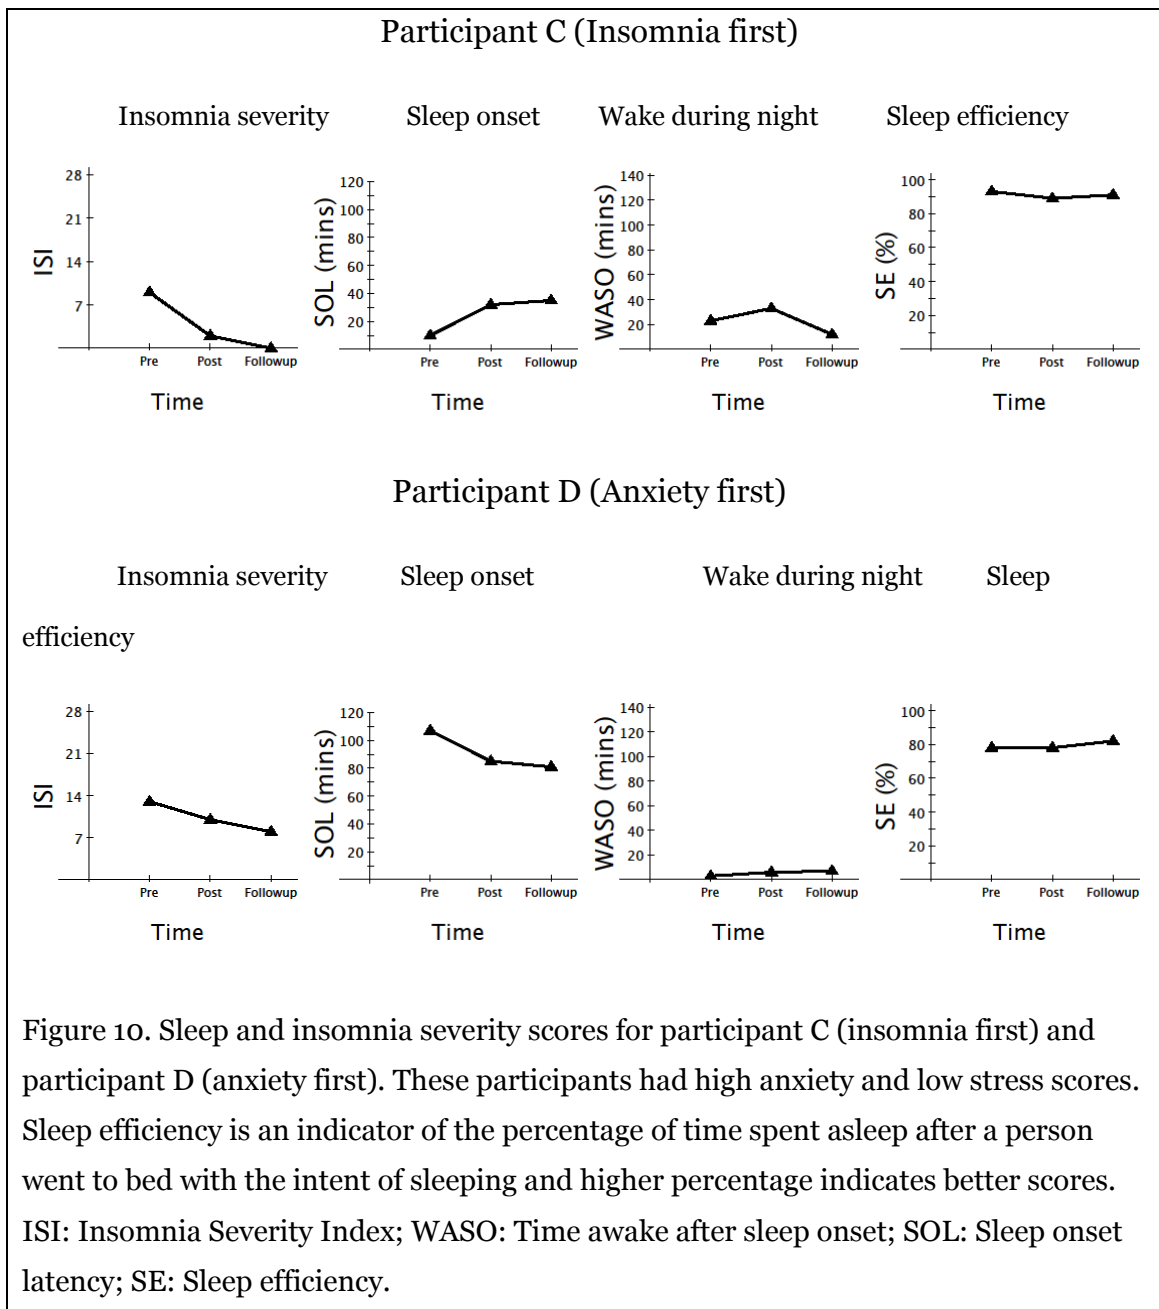 Participant C (Insomnia first)
Insomnia severity Sleep onset Wake during night Sleep efficiency
28
21
14
7
ISI
Pre Post Followup
Time
120
100
80
60
40
20
SOL (mins)
Pre Post Followup
Time
140
120
100
80
60
40
20
WASO (mins)
Pre Post Followup
Time
100
80
60
40
20
SE (%)
Pre Post Followup
Time
Participant D (Anxiety first)
Insomnia severity Sleep onset Wake during night Sleep
efficiency
28
21
14
7
ISI
Pre Post Followup
Time
120
100
80
60
40
20
SOL (mins)
Pre Post Followup
Time
140
120
100
80
60
40
20
WASO (mins)
Pre Post Followup
Time
100
80
60
40
20
SE (%)
Pre Post Followup
Time
Figure 10. Sleep and insomnia severity scores for participant C (insomnia first) and
participant D (anxiety first). These participants had high anxiety and low stress scores.
Sleep efficiency is an indicator of the percentage of time spent asleep after a person
went to bed with the intent of sleeping and higher percentage indicates better scores.
ISI: Insomnia Severity Index; WASO: Time awake after sleep onset; SOL: Sleep onset
latency; SE: Sleep efficiency.